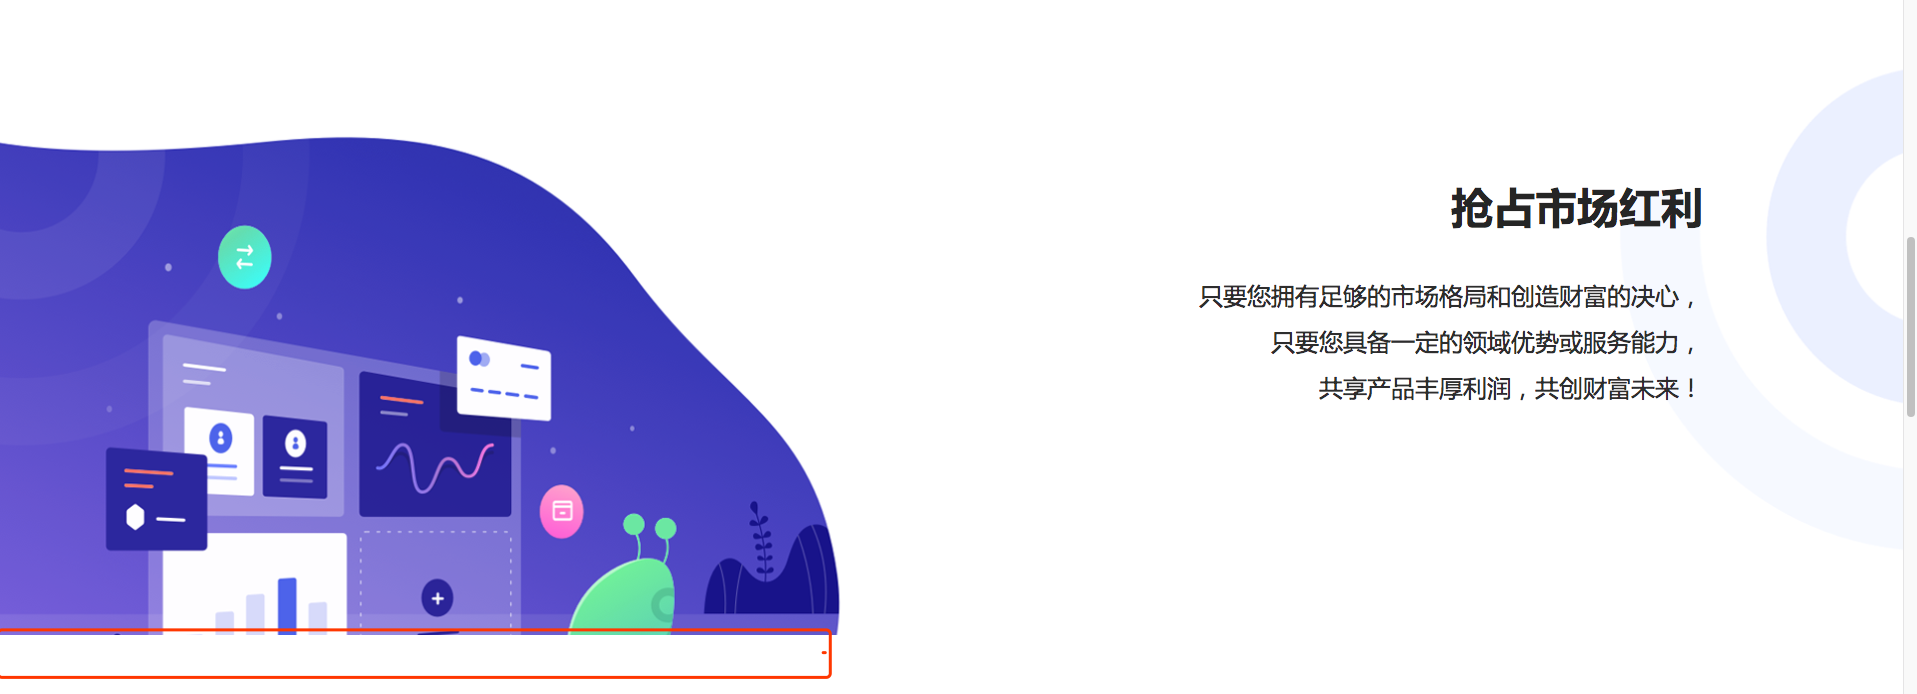 抢占市场红利
只要您拥有足够的市场格局和创造财富的决心，
只要您具备一定的领域优势或服务能力，
共享产品丰厚利润，共创财富未来！